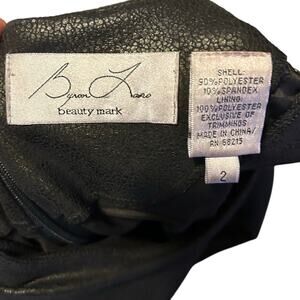 Byron Lars
beauty mark
SHELL:
90%POLYESTER
10%SPANDEX
LINING:
100%POLYESTER
EXCLUSIVE OF
TRIMMINGS
MADE IN CHINA/
RN 68215
2